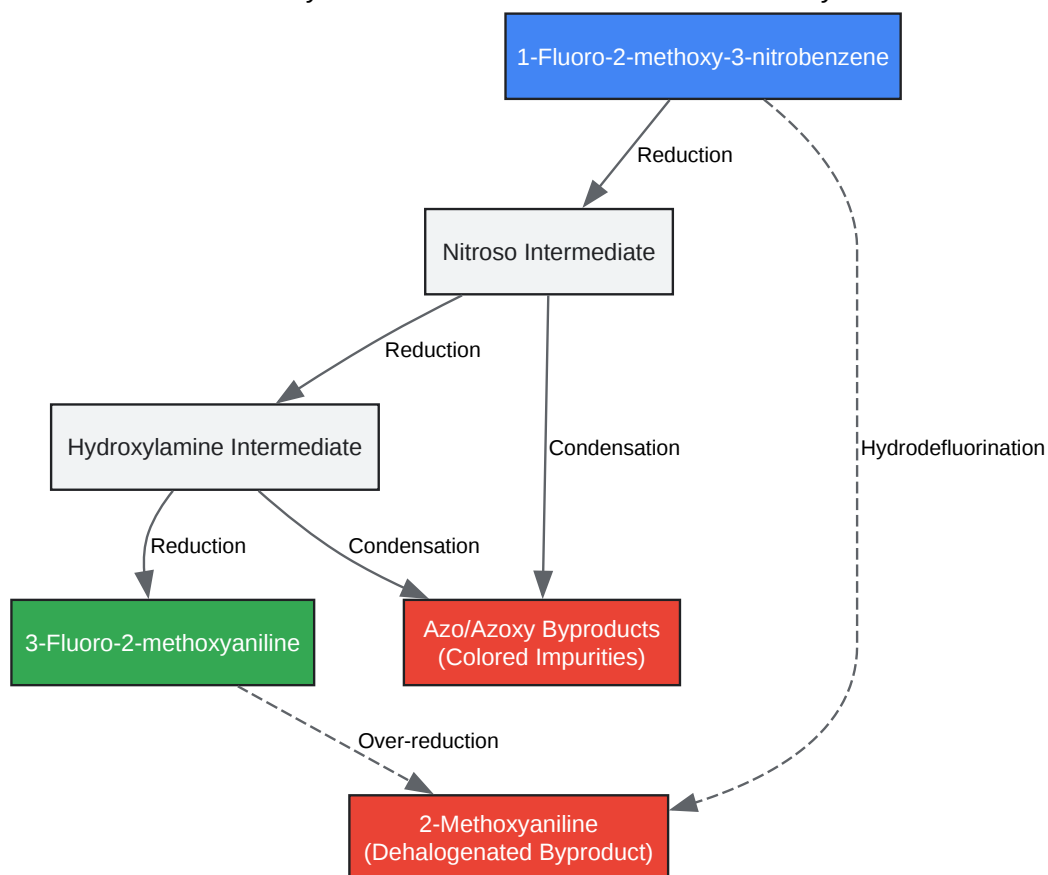 1-Fluoro-2-methoxy-3-nitrobenzene
Reduction
Nitroso Intermediate
Reduction
Hydroxylamine Intermediate
Condensation
Hydrodefluorination
Reduction
Condensation
3-Fluoro-2-methoxyaniline
Azo/Azoxy Byproducts
(Colored Impurities)
Over-reduction
2-Methoxyaniline
(Dehalogenated Byproduct)